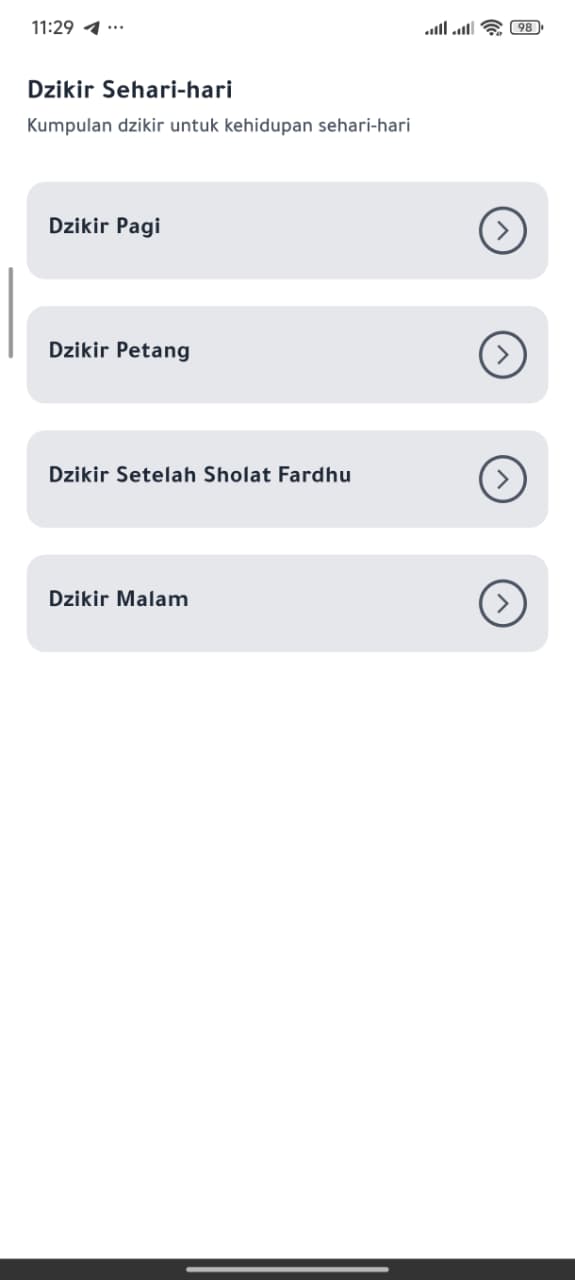 11:29
98
Dzikir Sehari-hari
Kumpulan dzikir untuk kehidupan sehari-hari
Dzikir Pagi
Dzikir Petang
Dzikir Setelah Sholat Fardhu
Dzikir Malam